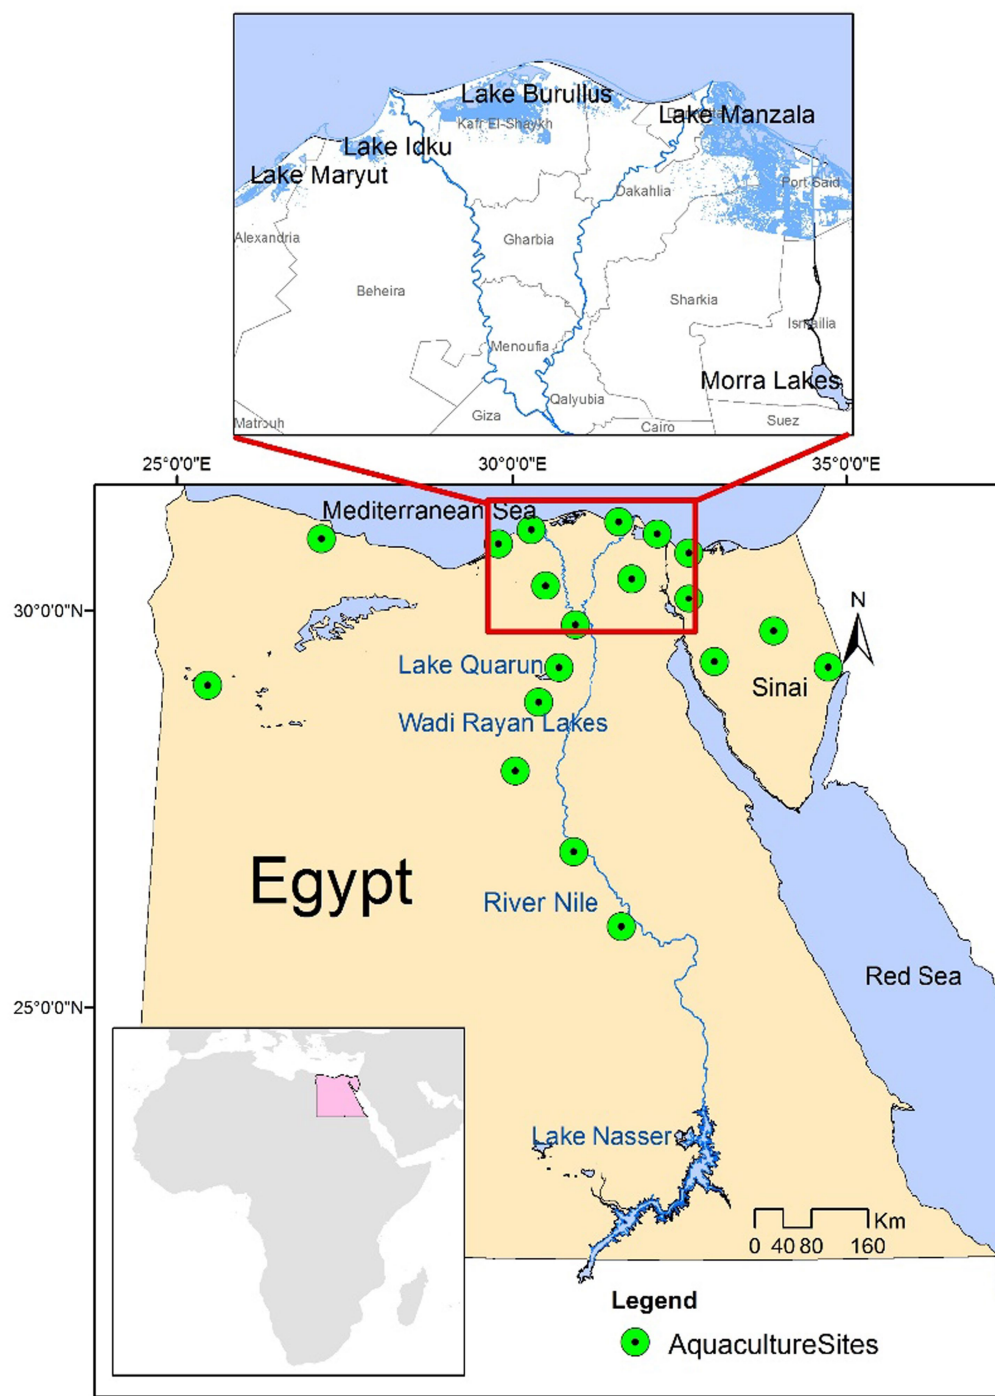 Lake Burullus
Lake Manzala
Kafr El-Shaykh
Lake Idku
Lake Maryut
Port-Said
Dakahlia
Alexandria
Gharbia
Beheira
Sharkia
Ismailia
Menoufia
Morra Lakes
Qalyubia
Giza
Matrouh
Cairo
Suez
25°0'0"E
30°0'0"E
35°0'0"E
Mediterranean Sea
30°0'0"N
N
Lake Quarun
Sinai
Wadi Rayan Lakes
Egypt
River Nile
Red Sea
25°0'0"N
Lake Nasser
Km
0 40 80 160
Legend
AquacultureSites